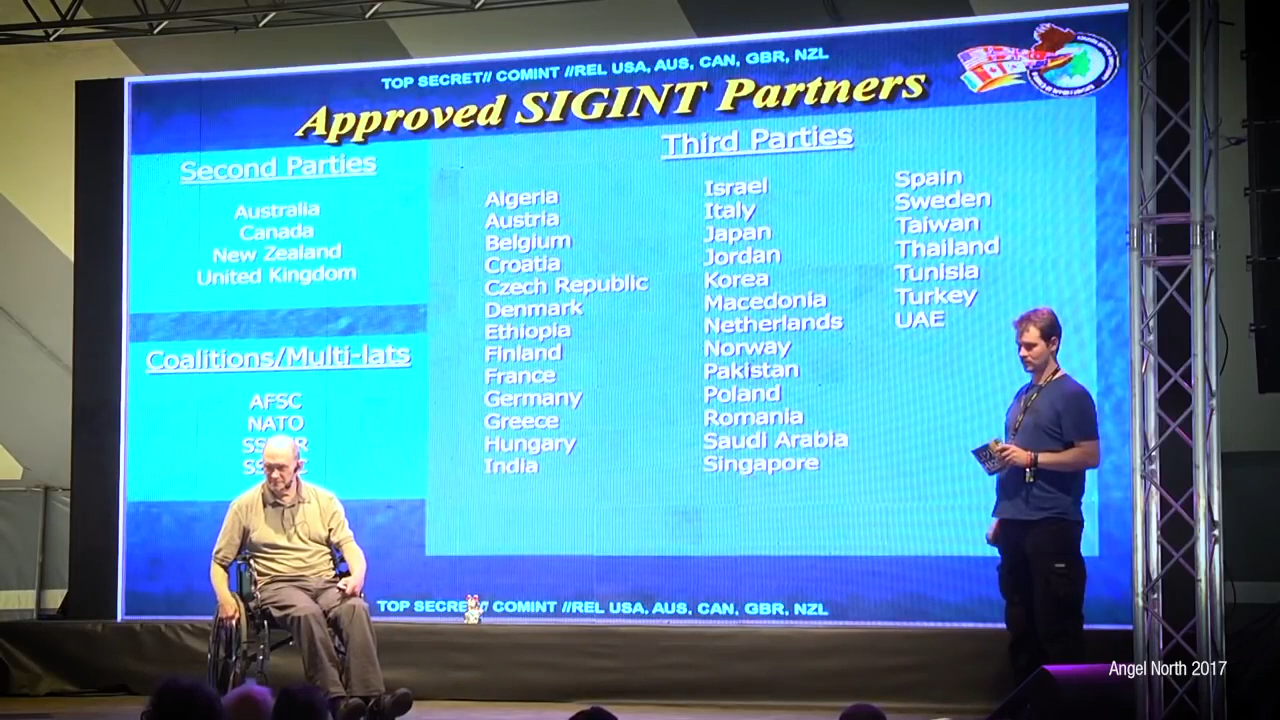 TOP SECRET// COMINT //REL USA, AUS, CAN, GBR, NZL
Approved SIGINT Partners
Second Parties
Australia
Canada
New Zealand
United Kingdom
Coalitions/Multi-lats
AFSC
NATO
Third Parties
Algeria
Austria
Belgium
Croatia
Czech Republic
Denmark
Ethiopia
Finland
France
Germany
Greece
Hungary
India
Israel
Italy
Japan
Jordan
Korea
Macedonia
Netherlands
Norway
Pakistan
Poland
Romania
Saudi Arabia
Singapore
Spain
Sweden
Taiwan
Thailand
Tunisia
Turkey
UAE
TOP SECRET// COMINT //REL USA, AUS, CAN, GBR, NZL
Angel North 2017